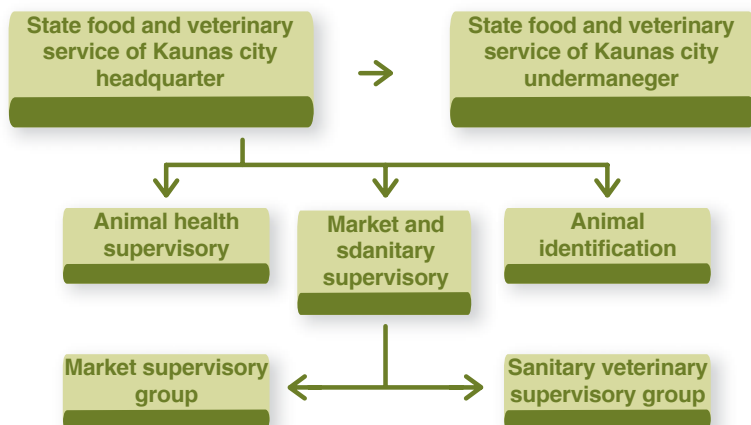 State food and veterinary
service of Kaunas city
headquarter
State food and veterinary
service of Kaunas city
undermaneger
Animal health
supervisory
Market and
sdanitary
supervisory
Animal
identification
Market supervisory
group
Sanitary veterinary
supervisory group